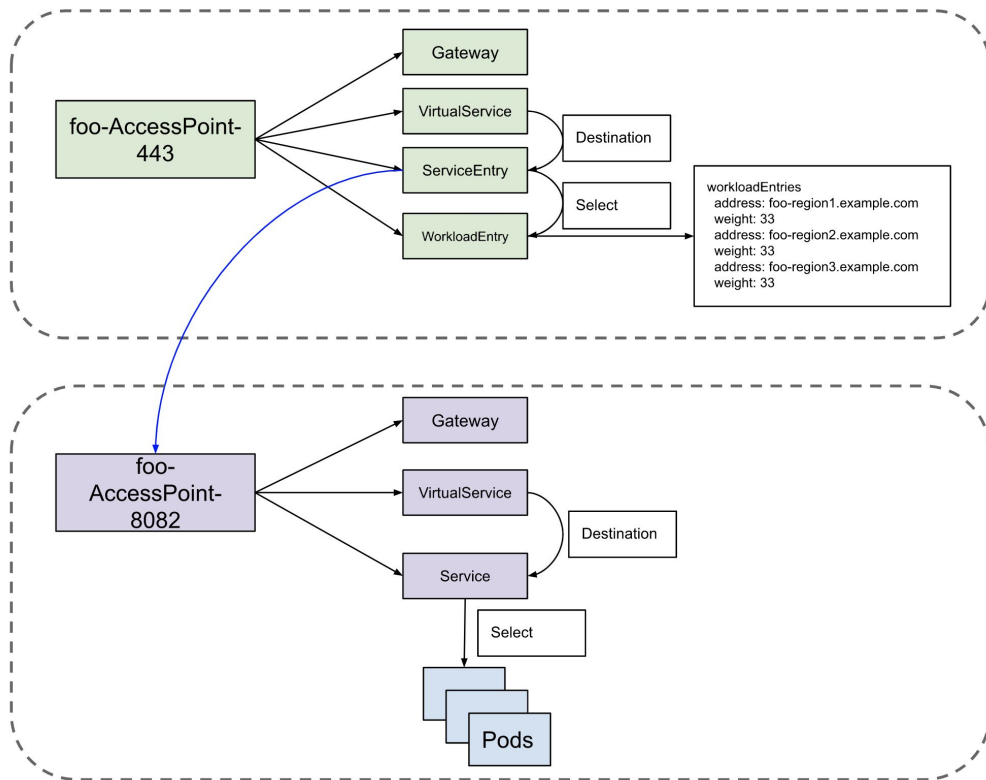 Gateway
foo-AccessPoint-
443
VirtualService
Destination
ServiceEntry
Select
WorkloadEntry
workloadEntries
address: foo-region1.example.com
weight: 33
address: foo-region2.example.com
weight: 33
address: foo-region3.example.com
weight: 33
Gateway
foo-
AccessPoint-
8082
VirtualService
Destination
Service
Select
Pods